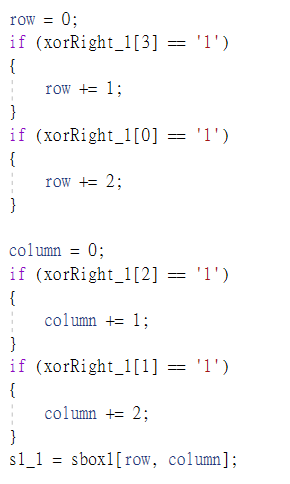 row = 0;
if (xorRight_1[3] == '1')
{
row += 1;
}
if (xorRight_1[0] == '1')
{
row += 2;
}
column = 0;
if (xorRight_1[2] == '1')
{
column += 1;
}
if (xorRight_1[1] == '1')
{
column += 2;
}
s1_1 = sbox1[row, column];